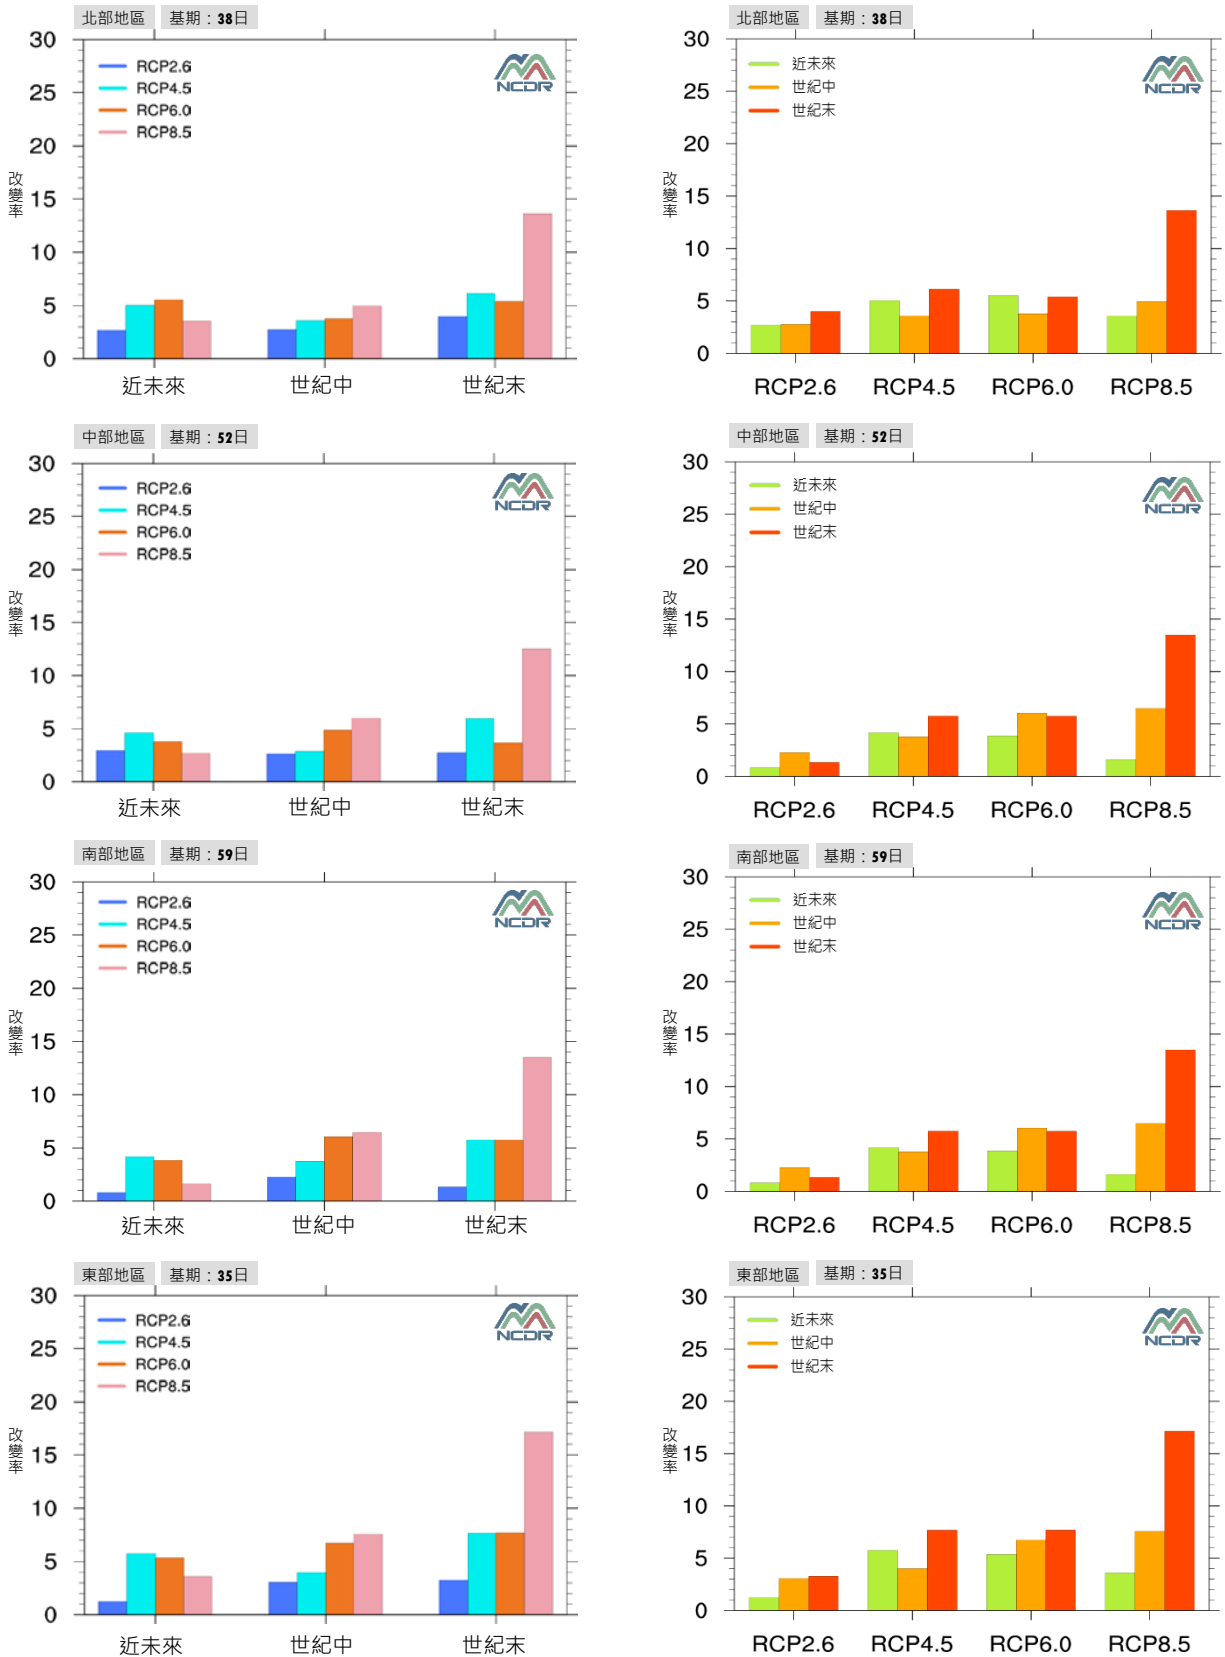 北部地區 基期：38日
30
25
20
15
10
5
0
改變率
RCP2.6
RCP4.5
RCP6.0
RCP8.5
NCDR
近未來 世紀中 世紀末
北部地區 基期：38日
30
25
20
15
10
5
0
改變率
近未來
世紀中
世紀末
NCDR
RCP2.6 RCP4.5 RCP6.0 RCP8.5
中部地區 基期：52日
30
25
20
15
10
5
0
改變率
RCP2.6
RCP4.5
RCP6.0
RCP8.5
NCDR
近未來 世紀中 世紀末
中部地區 基期：52日
30
25
20
15
10
5
0
改變率
近未來
世紀中
世紀末
NCDR
RCP2.6 RCP4.5 RCP6.0 RCP8.5
南部地區 基期：59日
30
25
20
15
10
5
0
改變率
RCP2.6
RCP4.5
RCP6.0
RCP8.5
NCDR
近未來 世紀中 世紀末
南部地區 基期：59日
30
25
20
15
10
5
0
改變率
近未來
世紀中
世紀末
NCDR
RCP2.6 RCP4.5 RCP6.0 RCP8.5
東部地區 基期：35日
30
25
20
15
10
5
0
改變率
RCP2.6
RCP4.5
RCP6.0
RCP8.5
NCDR
近未來 世紀中 世紀末
東部地區 基期：35日
30
25
20
15
10
5
0
改變率
近未來
世紀中
世紀末
NCDR
RCP2.6 RCP4.5 RCP6.0 RCP8.5